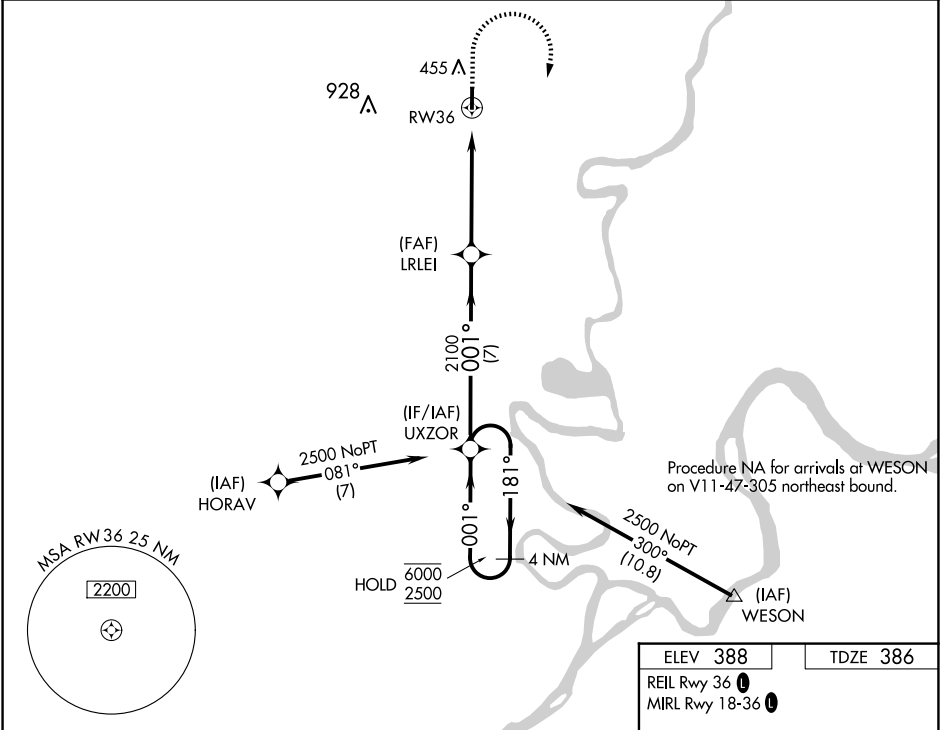 455
928
RW36
(FAF)
LRLEI
2100
001°
(7)
(IF/IAF)
UXZOR
2500 NoPT
081°
(7)
(IAF)
HORAV
181°
001°
Procedure NA for arrivals at WESON
on V11-47-305 northeast bound.
2500 NoPT
300°
(10.8)
4 NM
HOLD
6000
2500
(IAF)
WESON
MSA RW36 25 NM
2200
ELEV 388
TDZE 386
REIL Rwy 36 L
MIRL Rwy 18-36 L